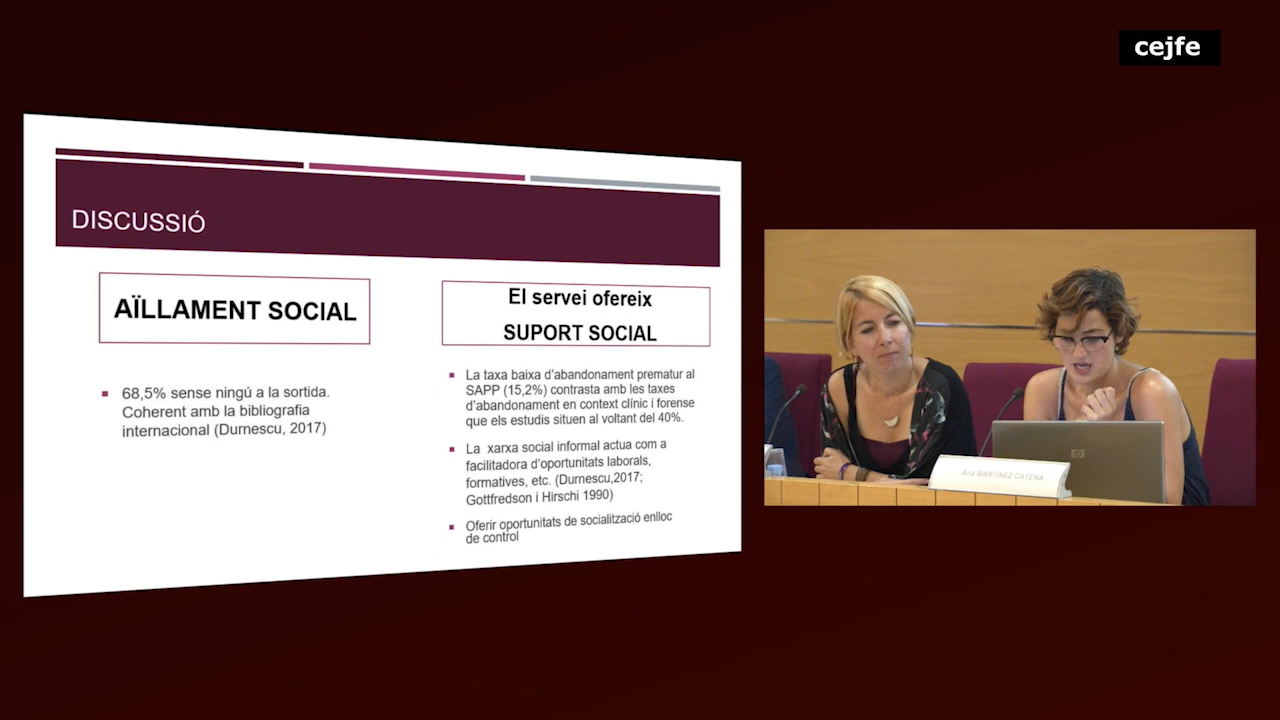 cejfe
DISCUSSIÓ
AÏLLAMENT SOCIAL
68,5% sense ningú a la sortida.
Coherent amb la bibliografia
internacional (Durnescu, 2017)
El servei ofereix
SUPORT SOCIAL
La taxa baixa d'abandonament prematur al
SAPP (15,2%) contrasta amb les taxes
d'abandonament en context clínic i forense
que els estudis situen al voltant del 40%.
La xarxa social informal actua com a
facilitadora d'oportunitats laborals,
formatives, etc. (Durnescu,2017;
Gottfredson i Hirschi 1990)
Oferir oportunitats de socialització enlloc
de control
Ana MARTÍNEZ CATENA
hp